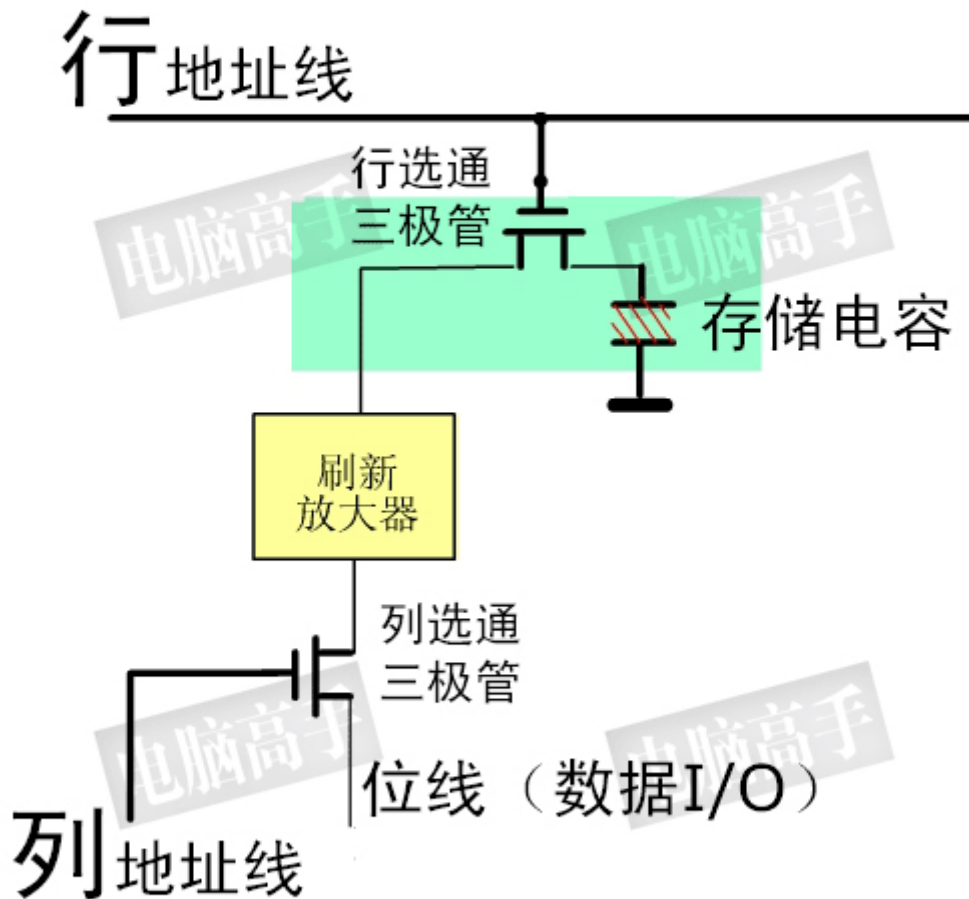 行地址线
电脑高手
电脑高手
行选通
三极管
存储电容
刷新
放大器
列选通
三极管
电脑高手
电脑高手
位线（数据I/O）
列地址线